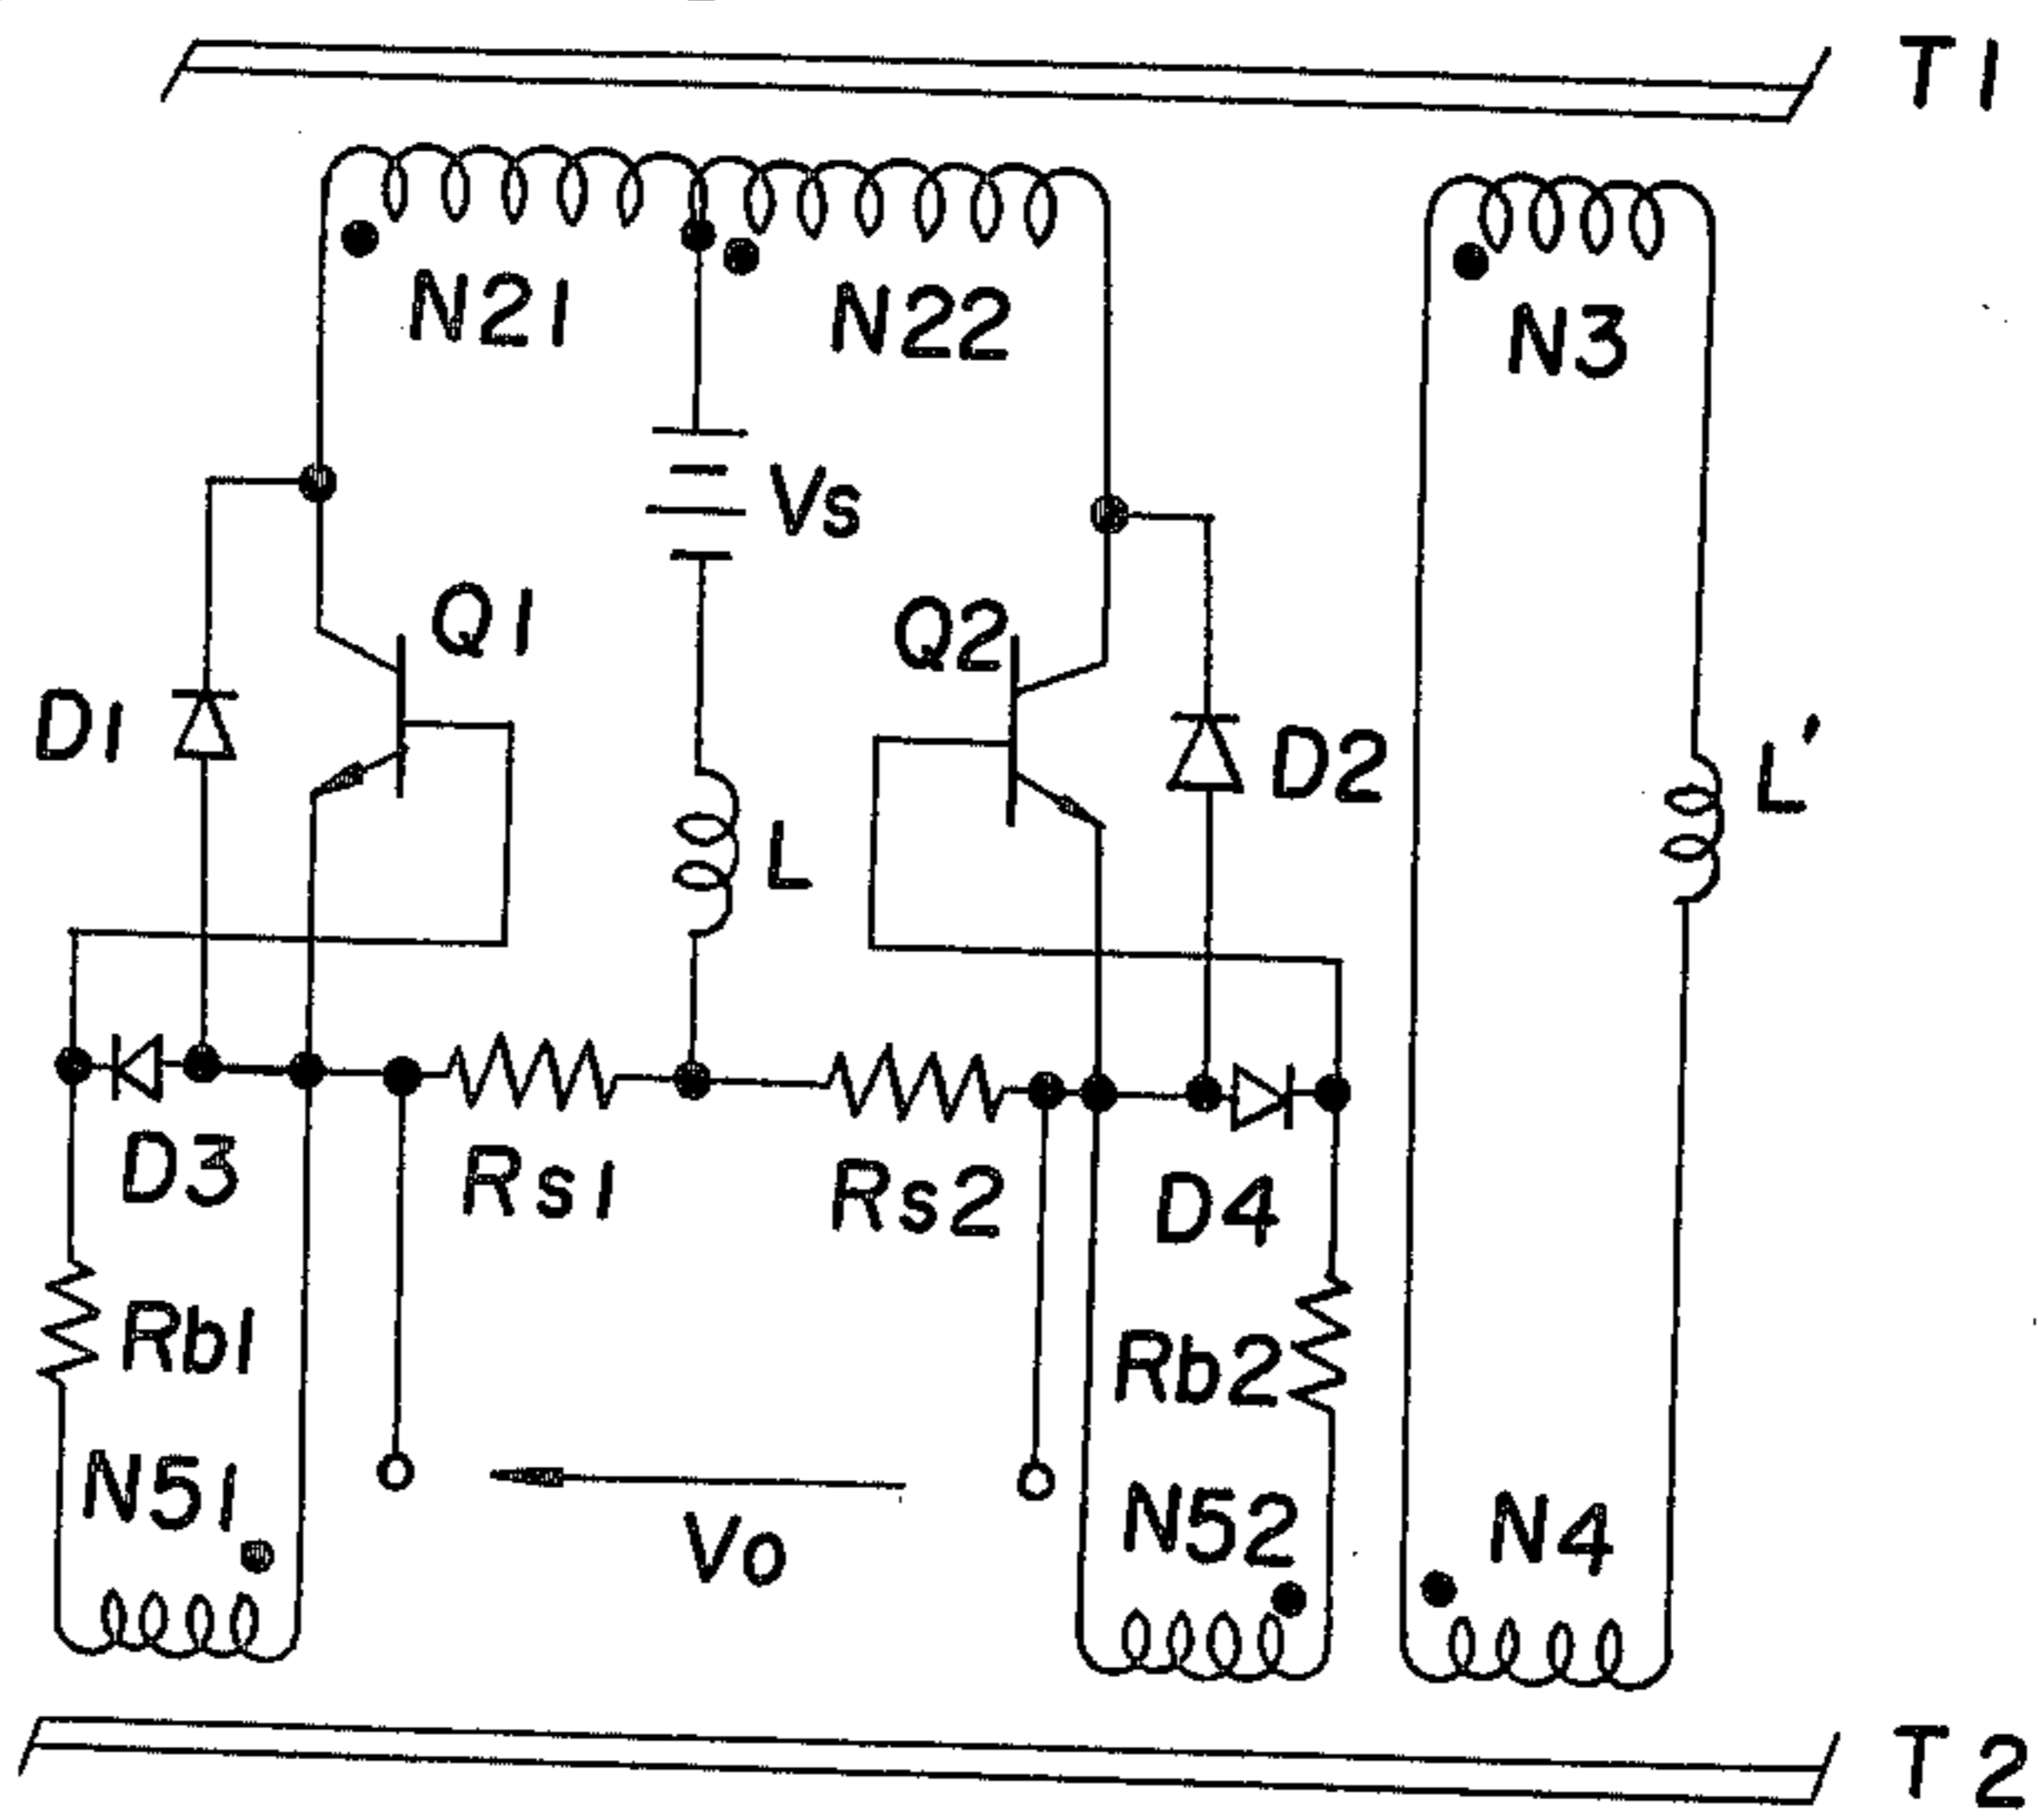 T1
N21
N22
N3
Vs
Q1
Q2
D1
D2
L'
L
D3
Rs1
Rs2
D4
Rb1
Rb2
N51
N52
N4
Vo
T2